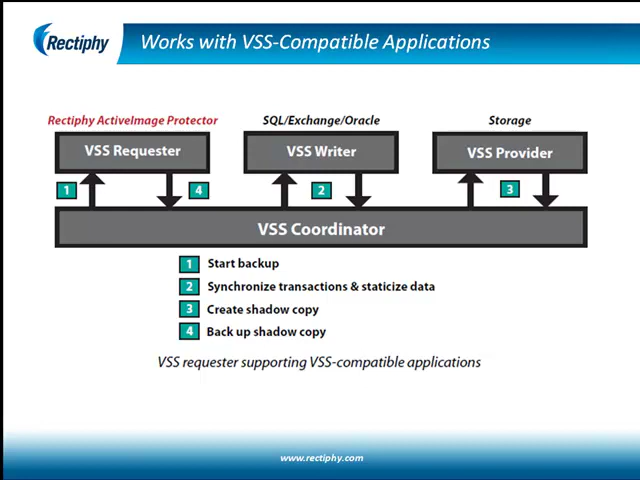 Rectiphy
Works with VSS-Compatible Applications
Rectiphy ActiveImage Protector
SQL/Exchange/Oracle
Storage
VSS Requester
VSS Writer
VSS Provider
1
4
2
3
VSS Coordinator
1 Start backup
2 Synchronize transactions & staticize data
3 Create shadow copy
4 Back up shadow copy
VSS requester supporting VSS-compatible applications
www.rectiphy.com